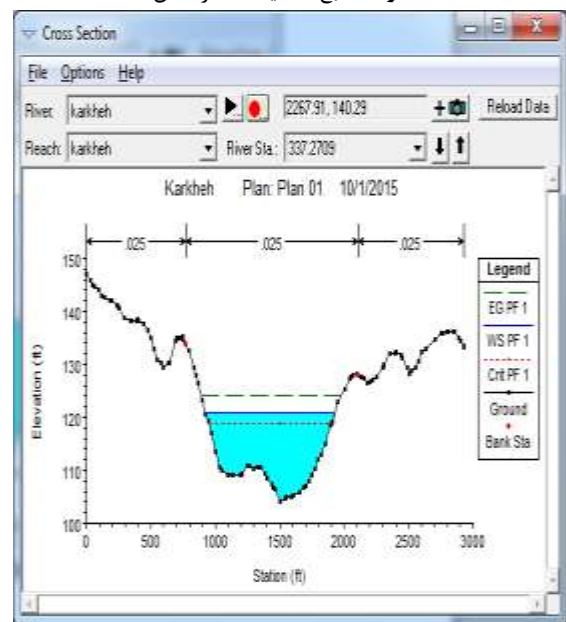 Cross Section
File Options Help
River: karkheh 2267.91, 140.29 Reload Data
Reach: karkheh River Sta.: 337.2709
Karkheh Plan: Plan 01 10/1/2015
.025 .025 .025
Legend
EG PF 1
WS PF 1
Crit PF 1
Ground
Bank Sta
Elevation (ft)
150
140
130
120
110
100
0 500 1000 1500 2000 2500 3000
Station (ft)